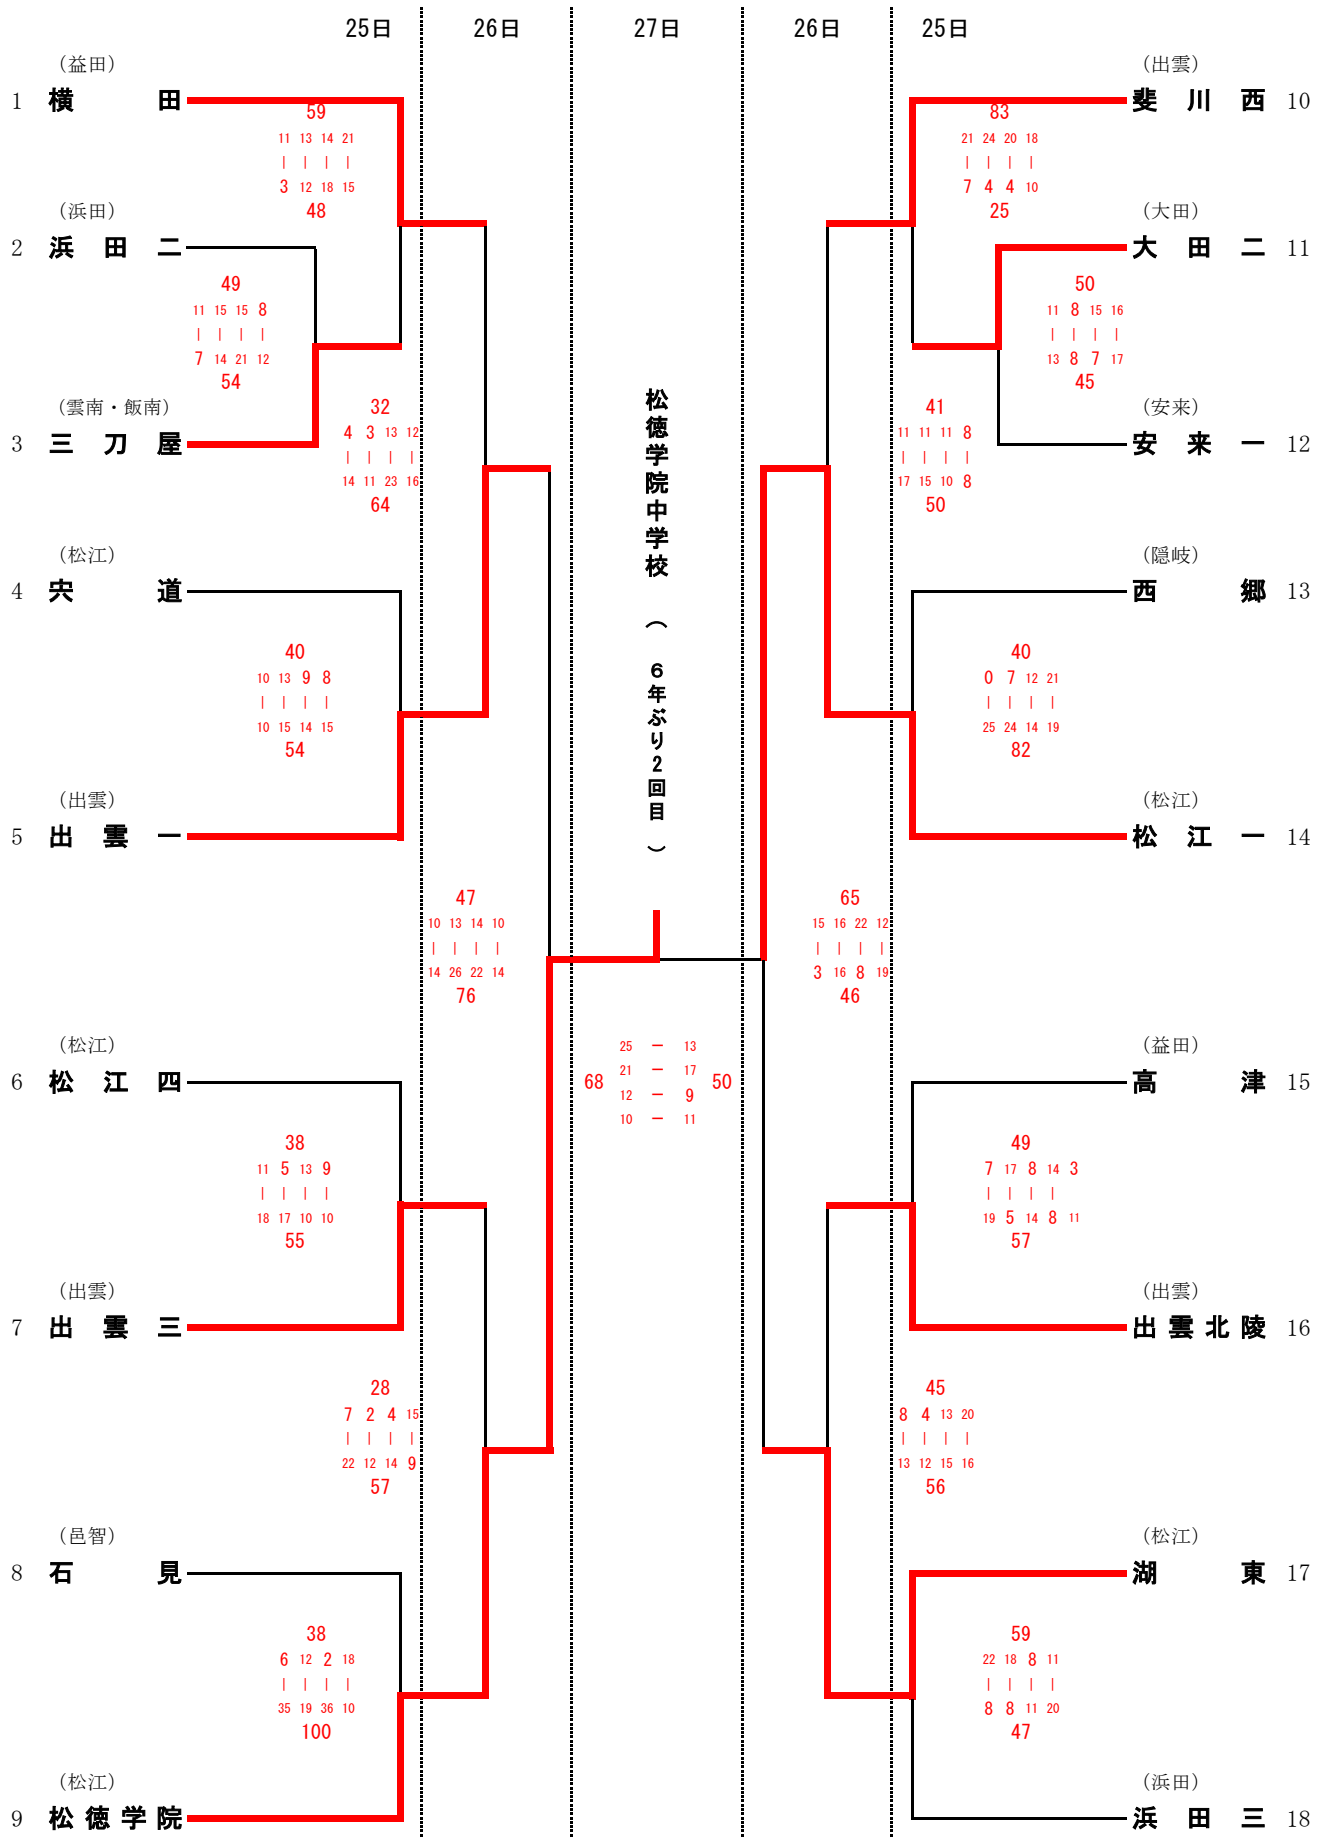 25日 26日 27日 26日 25日
（益田） （出雲）
1 横田 斐川西 10
59 83
11 13 14 21 21 24 20 18
| | | | | | | |
3 12 18 15 7 4 4 10
48 25
（浜田） （大田）
2 浜田二 大田二 11
49 50
11 15 15 8 11 8 15 16
| | | | | | | |
7 14 21 12 13 8 7 17
54 45
（雲南・飯南） （安来）
3 三刀屋 安来一 12
32 41
4 3 13 12 11 11 11 8
| | | | | | | |
14 11 23 16 17 15 10 8
64 50
松徳学院中学校（６年ぶり２回目）
（松江） （隠岐）
4 宍道 西郷 13
40 40
10 13 9 8 0 7 12 21
| | | | | | | |
10 15 14 15 25 24 14 19
54 82
（出雲） （松江）
5 出雲一 松江一 14
47 65
10 13 14 10 15 16 22 12
| | | | | | | |
14 26 22 14 3 16 8 19
76 46
25 － 13
21 － 17
68 50
12 － 9
10 － 11
（松江） （益田）
6 松江四 高津 15
38 49
11 5 13 9 7 17 8 14 3
| | | | | | | |
18 17 10 10 19 5 14 8 11
55 57
（出雲） （出雲）
7 出雲三 出雲北陵 16
28 45
7 2 4 15 8 4 13 20
| | | | | | | |
22 12 14 9 13 12 15 16
57 56
（邑智） （松江）
8 石見 湖東 17
38 59
6 12 2 18 22 18 8 11
| | | | | | | |
35 19 36 10 8 8 11 20
100 47
（松江） （浜田）
9 松徳学院 浜田三 18